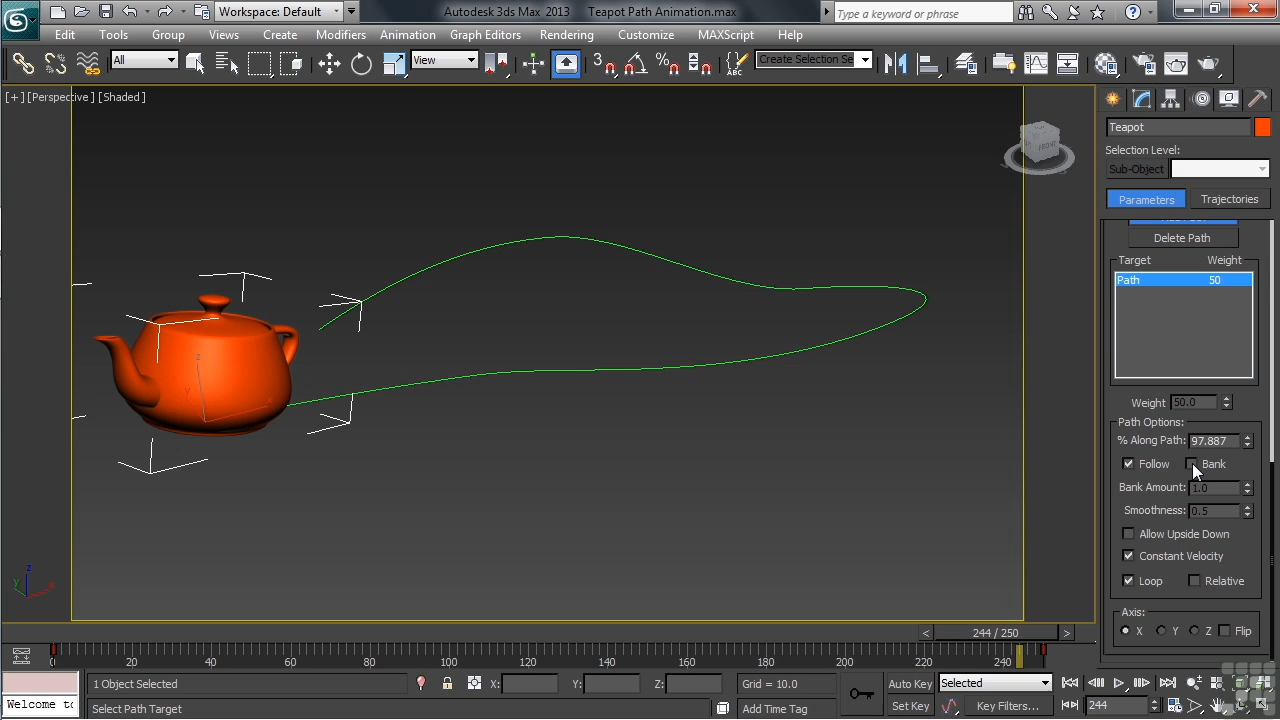 Workspace: Default
Autodesk 3ds Max 2013 Teapot Path Animation.max
Type a keyword or phrase
Edit Tools Group Views Create Modifiers Animation Graph Editors Rendering Customize MAXScript Help
All
View
3
Create Selection Se
[+] [Perspective] [Shaded]
FRONT
Teapot
Selection Level:
Sub-Object
Parameters Trajectories
Delete Path
Target Weight
Path 50
Weight 50.0
Path Options:
% Along Path: 97.887
Follow Bank
Bank Amount: 1.0
Smoothness: 0.5
Allow Upside Down
Constant Velocity
Loop Relative
Axis:
X Y Z Flip
z
z
y x
< 244 / 250 >
0 20 40 60 80 100 120 140 160 180 200 220 240
1 Object Selected X: Y: Z: Grid = 10.0 Auto Key Selected
Welcome to Select Path Target Add Time Tag Set Key Key Filters... 244